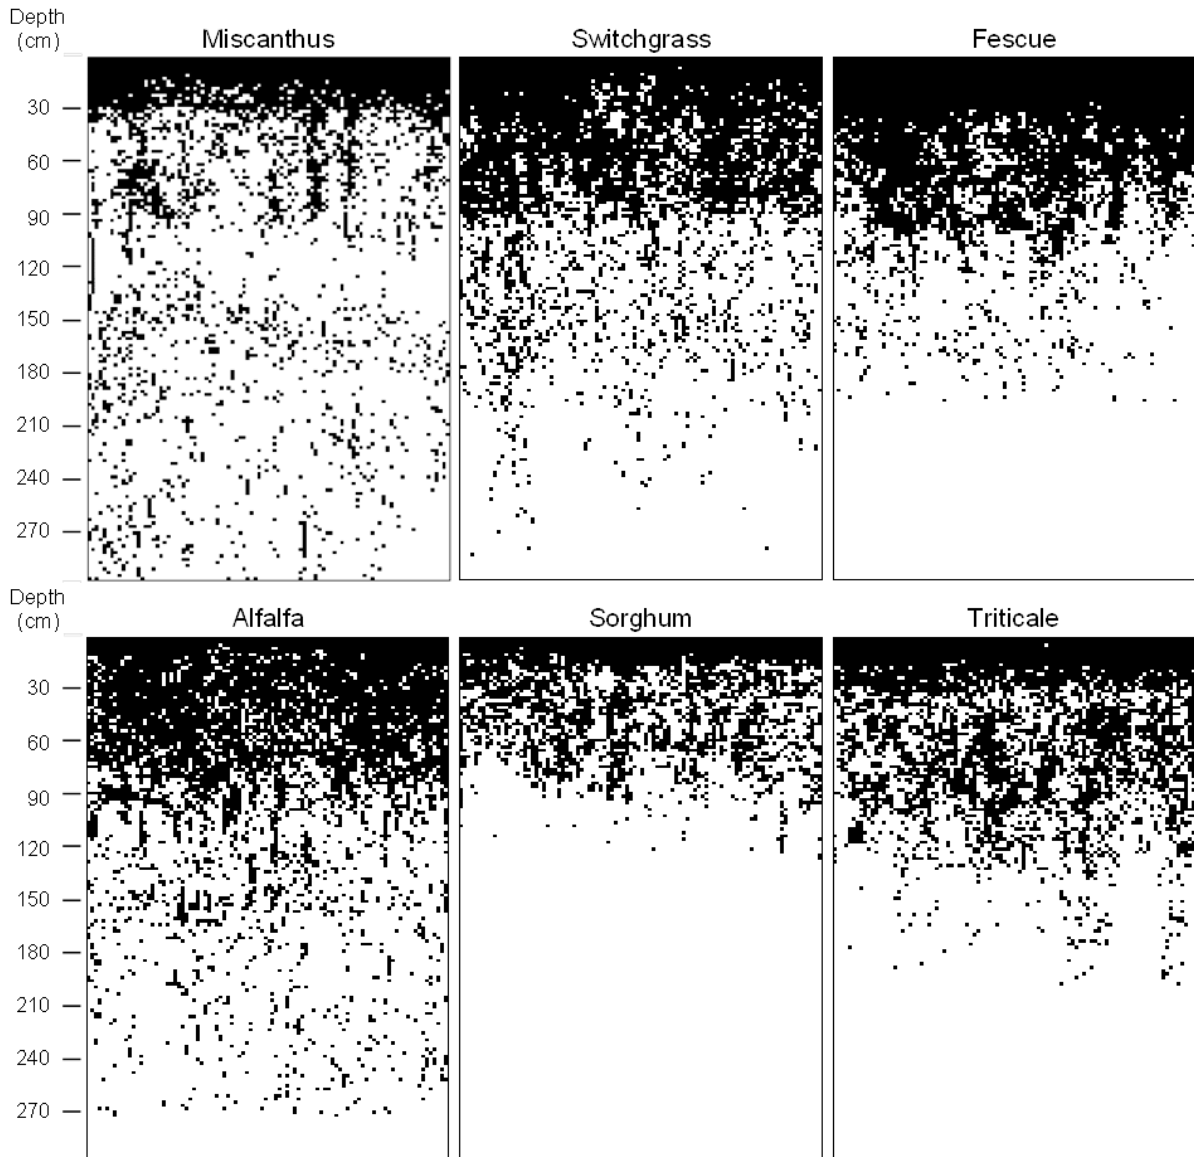 Depth
(cm)
Miscanthus
Switchgrass
Fescue
30
60
90
120
150
180
210
240
270
Depth
(cm)
Alfalfa
Sorghum
Triticale
30
60
90
120
150
180
210
240
270